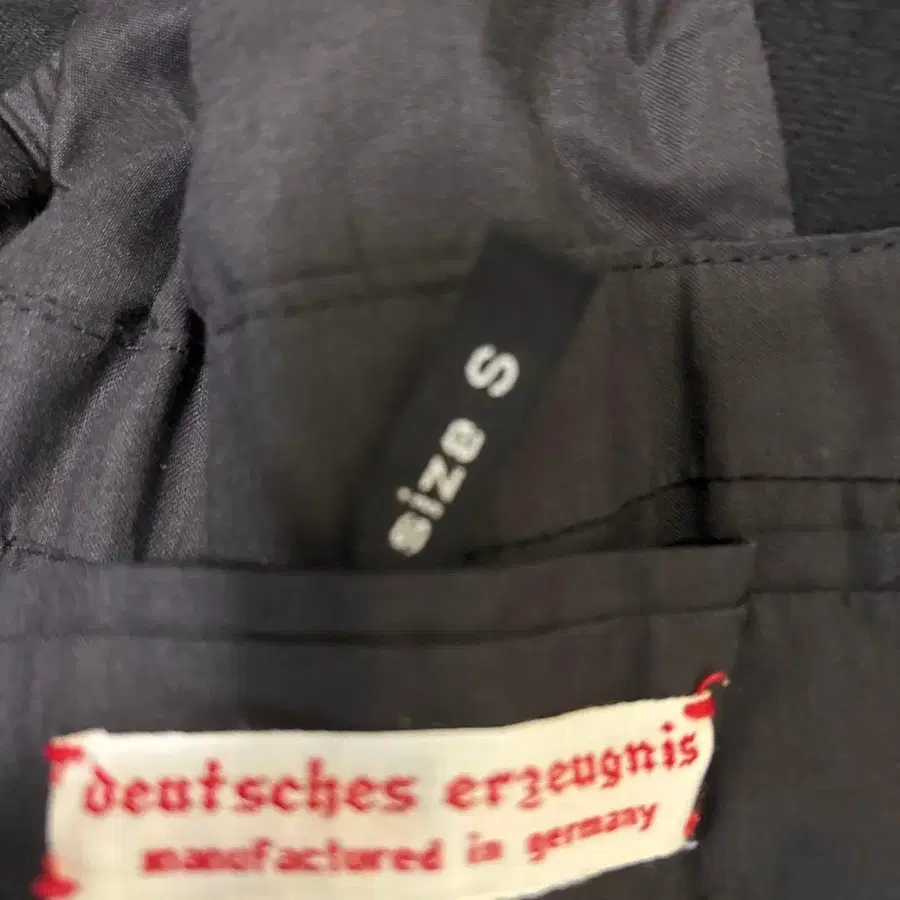 size S
deutsches erzeugnis
manufactured in germany